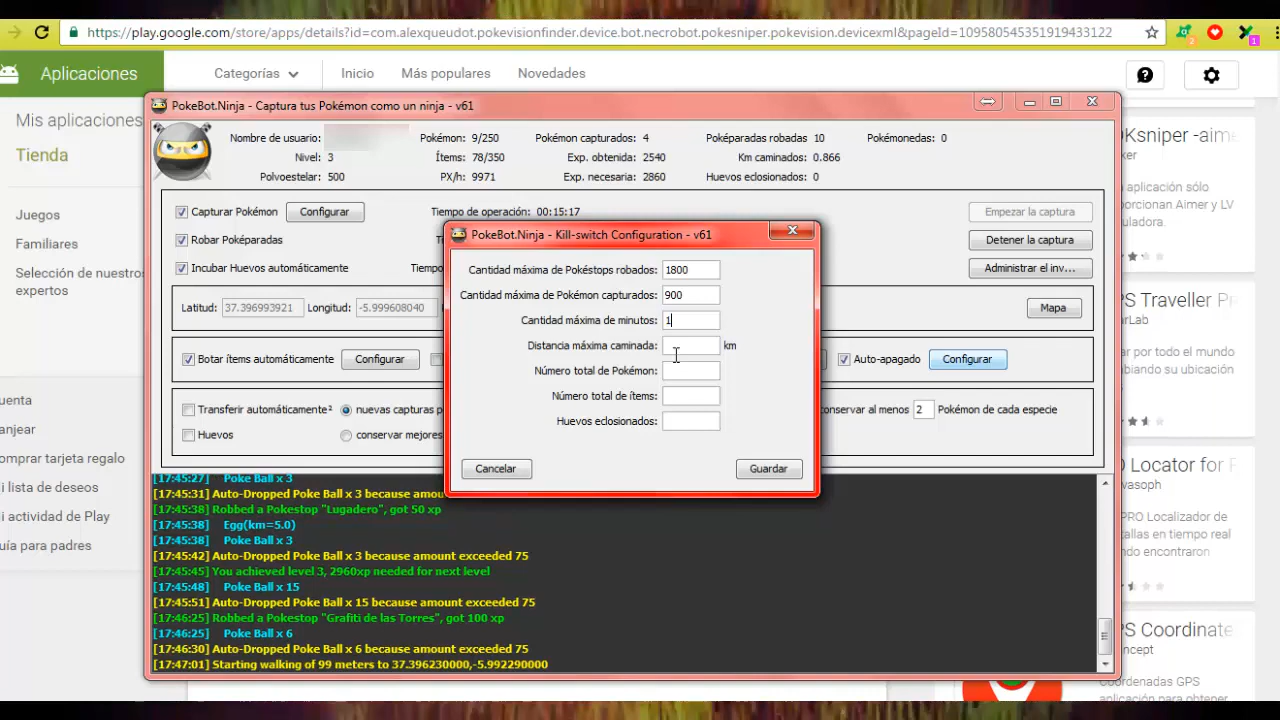 https://play.google.com/store/apps/details?id=com.alexqueudot.pokevisionfinder.device.bot.necrobot.pokesniper.pokevision.devicexml&pageId=109580545351919433122
2
1
Aplicaciones
Categorías
Inicio
Más populares
Novedades
Mis aplicaciones
Tienda
Juegos
Familiares
Selección de nuestros
expertos
PokeBot.Ninja - Captura tus Pokémon como un ninja - v61
Nombre de usuario:
Pokémon: 9/250
Pokémon capturados: 4
Poképaradas robadas 10
Pokémonedas: 0
Nivel: 3
Ítems: 78/350
Exp. obtenida: 2540
Km caminados: 0.866
Polvoestelar: 500
PX/h: 9971
Exp. necesaria: 2860
Huevos eclosionados: 0
Capturar Pokémon
Configurar
Tiempo de operación: 00:15:17
Empezar la captura
Robar Poképaradas
Detener la captura
Incubar Huevos automáticamente
Administrar el inv...
Latitud: 37.396993921 Longitud: -5.999608040
Mapa
Botar ítems automáticamente
Configurar
Auto-apagado
Configurar
Transferir automáticamente²
nuevas capturas p
conservar al menos 2 Pokémon de cada especie
Huevos
conservar mejores
PokeBot.Ninja - Kill-switch Configuration - v61
Cantidad máxima de Pokéstops robados: 1800
Cantidad máxima de Pokémon capturados: 900
Cantidad máxima de minutos: 1
Distancia máxima caminada: km
Número total de Pokémon:
Número total de ítems:
Huevos eclosionados:
Cancelar
Guardar
[17:45:27] Poke Ball x 3
[17:45:31] Auto-Dropped Poke Ball x 3 because amou
[17:45:38] Robbed a Pokestop "Lugadero", got 50 xp
[17:45:38] Egg(km=5.0)
[17:45:38] Poke Ball x 3
[17:45:42] Auto-Dropped Poke Ball x 3 because amount exceeded 75
[17:45:45] You achieved level 3, 2960xp needed for next level
[17:45:48] Poke Ball x 15
[17:45:51] Auto-Dropped Poke Ball x 15 because amount exceeded 75
[17:46:25] Robbed a Pokestop "Grafiti de las Torres", got 100 xp
[17:46:25] Poke Ball x 6
[17:46:30] Auto-Dropped Poke Ball x 6 because amount exceeded 75
[17:47:01] Starting walking of 99 meters to 37.396230000,-5.992290000
uenta
anjear
omprar tarjeta regalo
i lista de deseos
i actividad de Play
uía para padres
Ksniper -aime
ker
a aplicación sólo
porcionan Aimer y LV
uladora.
PS Traveller P
arLab
ar por todo el mundo
mbiando su ubicación
O Locator for F
vasoph
PRO Localizador de
tallas en tiempo real
ndo encontraron
PS Coordinate
ncept
Coordenadas GPS
aplicación para obtener